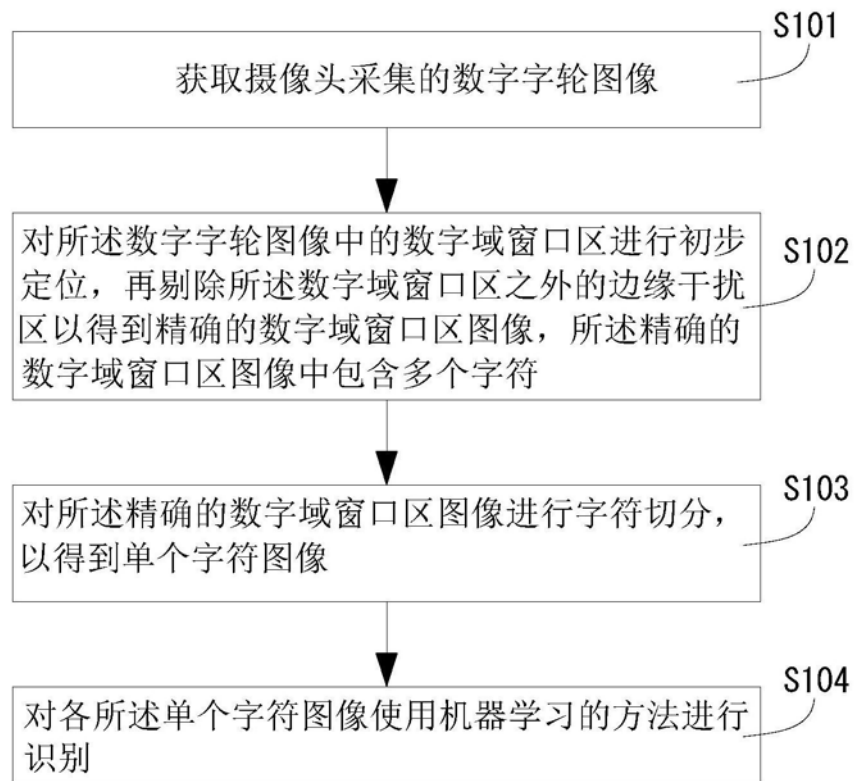 S101
获取摄像头采集的数字字轮图像
S102
对所述数字字轮图像中的数字域窗口区进行初步
定位，再剔除所述数字域窗口区之外的边缘干扰
区以得到精确的数字域窗口区图像，所述精确的
数字域窗口区图像中包含多个字符
S103
对所述精确的数字域窗口区图像进行字符切分，
以得到单个字符图像
S104
对各所述单个字符图像使用机器学习的方法进行
识别